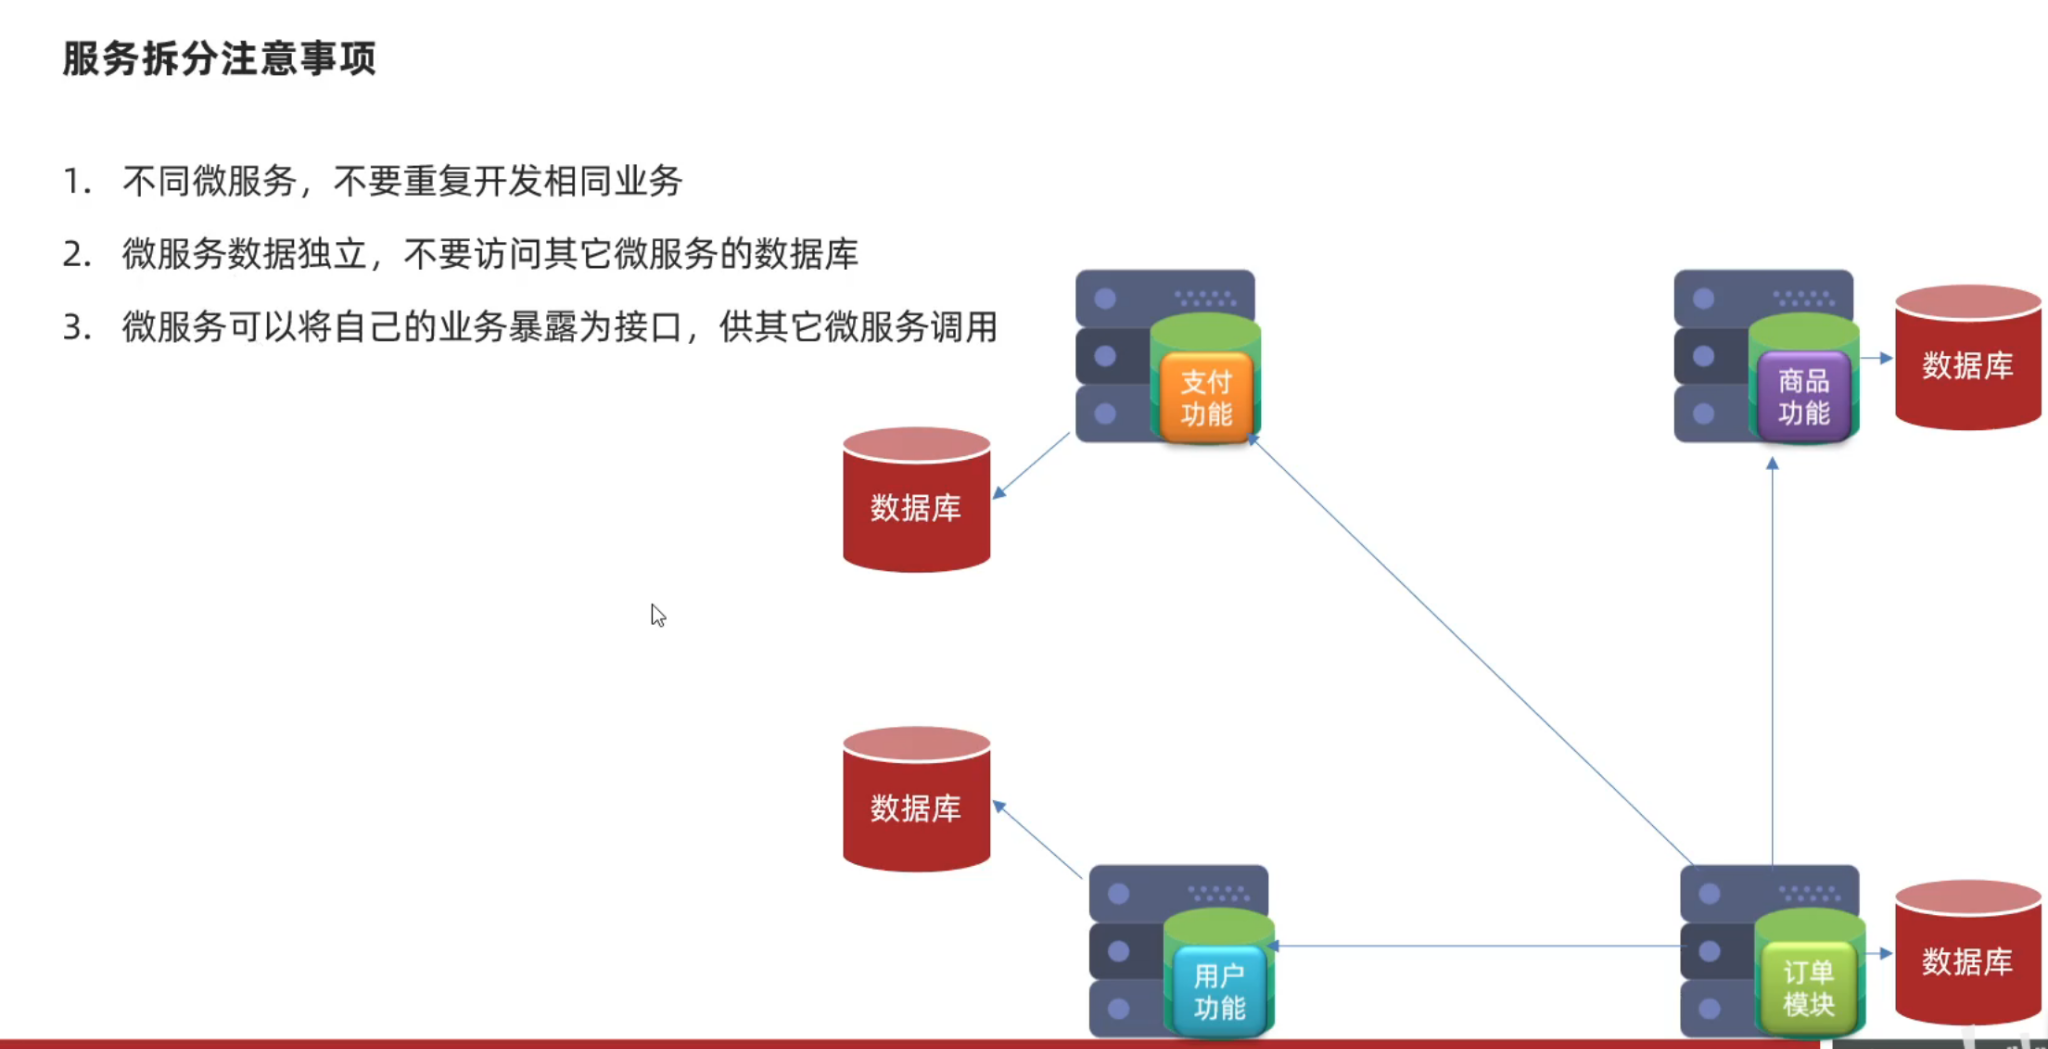 服务拆分注意事项
1. 不同微服务，不要重复开发相同业务
2. 微服务数据独立，不要访问其它微服务的数据库
3. 微服务可以将自己的业务暴露为接口，供其它微服务调用
支付
功能
商品
功能
数据库
数据库
数据库
用户
功能
订单
模块
数据库